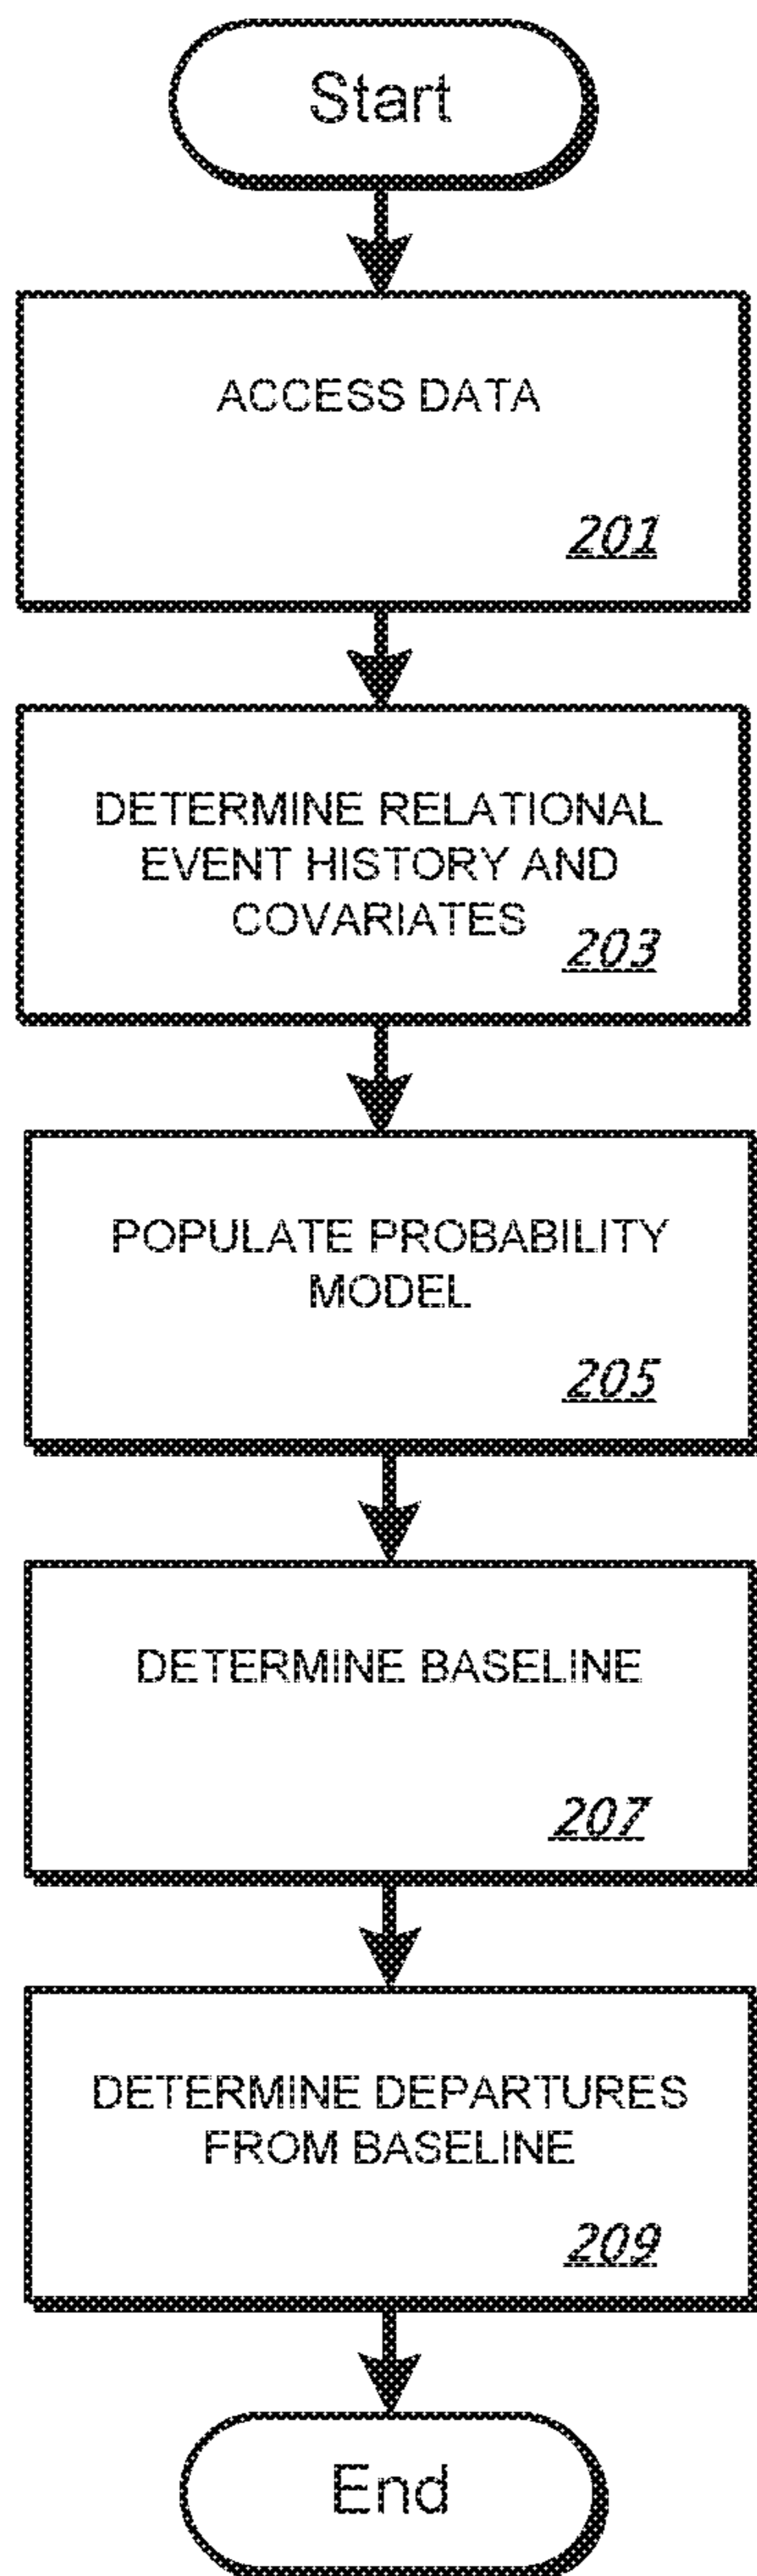 Start
ACCESS DATA
201
DETERMINE RELATIONAL
EVENT HISTORY AND
COVARIATES
203
POPULATE PROBABILITY
MODEL
205
DETERMINE BASELINE
207
DETERMINE DEPARTURES
FROM BASELINE
209
End